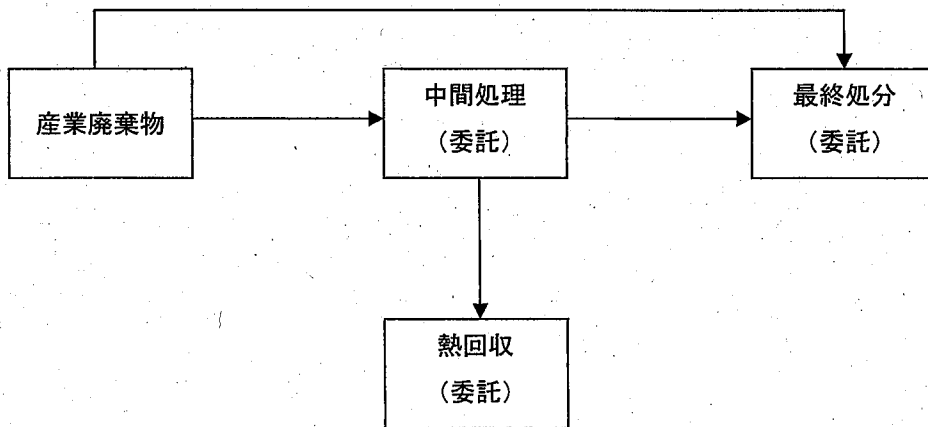 産業廃棄物
中間処理
（委託）
最終処分
（委託）
熱回収
（委託）